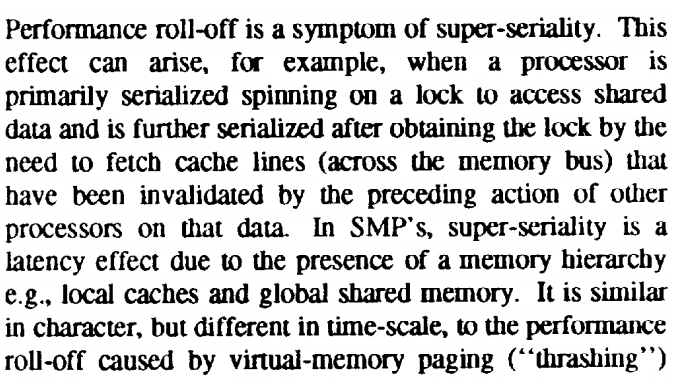 Performance roll-off is a symptom of super-seriality. This
effect can arise, for example, when a processor is
primarily serialized spinning on a lock to access shared
data and is further serialized after obtaining the lock by the
need to fetch cache lines (across the memory bus) that
have been invalidated by the preceding action of other
processors on that data. In SMP's, super-seriality is a
latency effect due to the presence of a memory hierarchy
e.g., local caches and global shared memory. It is similar
in character, but different in time-scale, to the performance
roll-off caused by virtual-memory paging (‘‘thrashing’’)